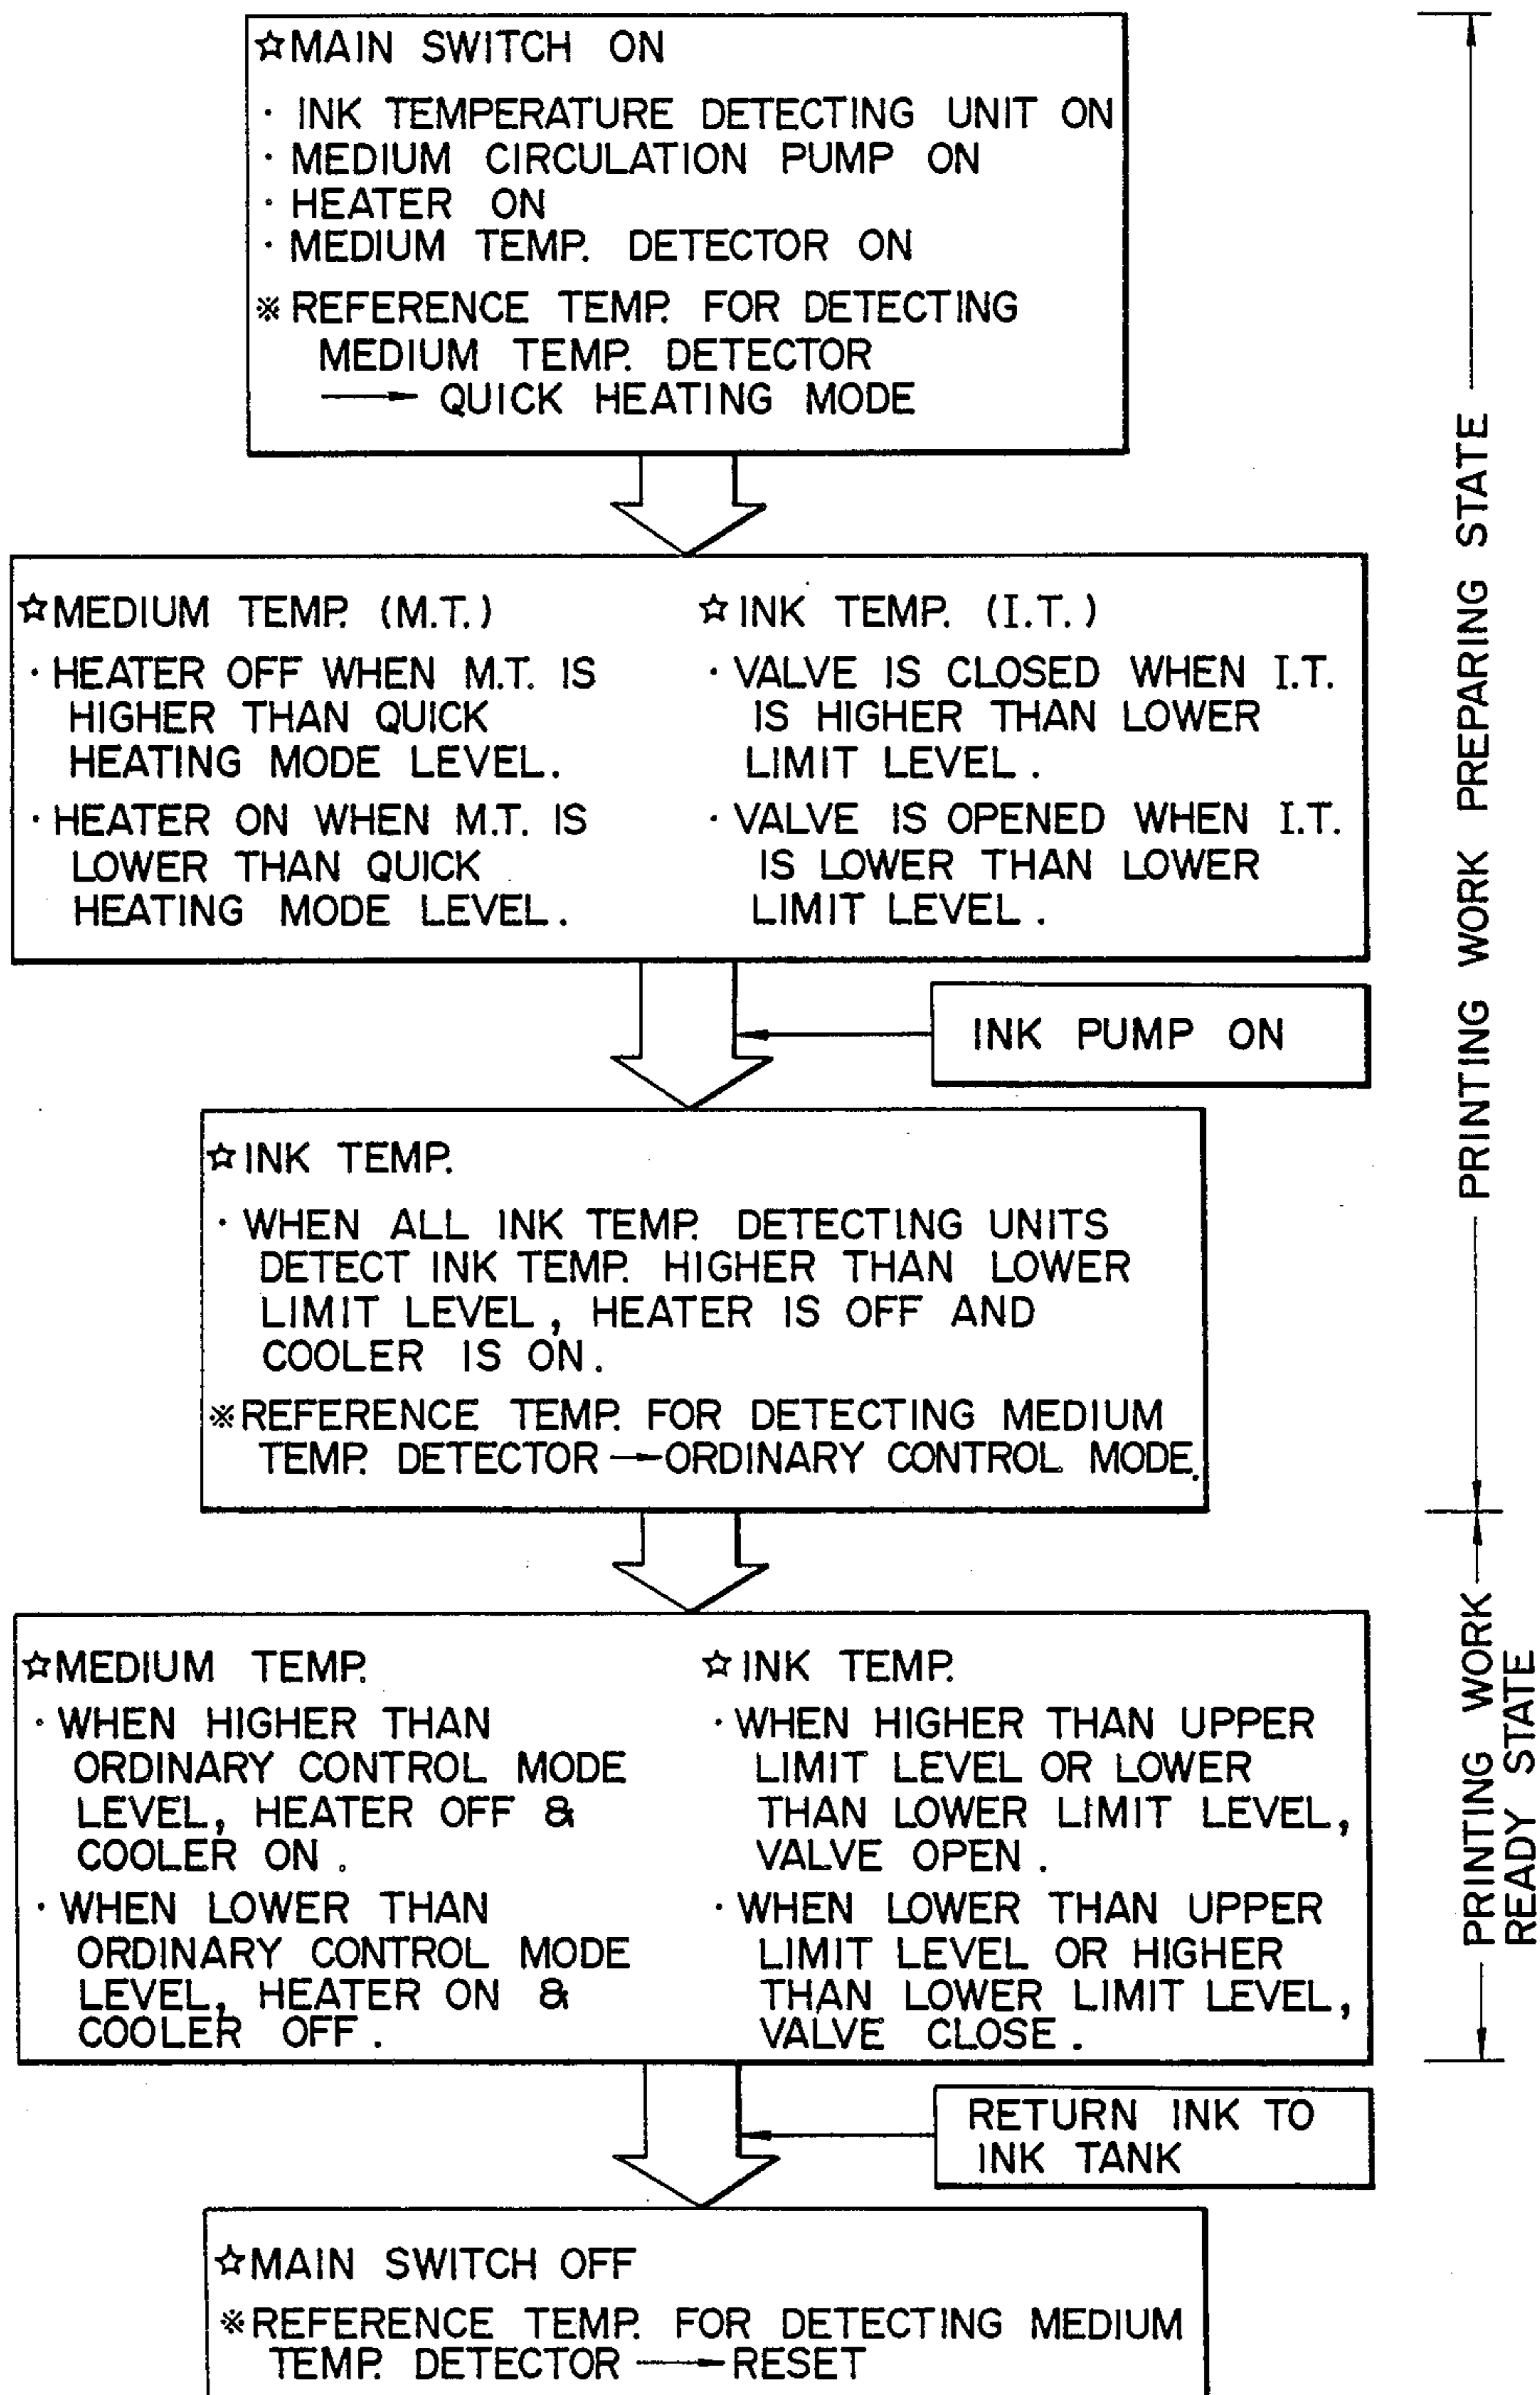 ☆MAIN SWITCH ON
· INK TEMPERATURE DETECTING UNIT ON
· MEDIUM CIRCULATION PUMP ON
· HEATER ON
· MEDIUM TEMP. DETECTOR ON
※ REFERENCE TEMP. FOR DETECTING
MEDIUM TEMP. DETECTOR
→ QUICK HEATING MODE
☆MEDIUM TEMP. (M.T.)
· HEATER OFF WHEN M.T. IS
HIGHER THAN QUICK
HEATING MODE LEVEL.
· HEATER ON WHEN M.T. IS
LOWER THAN QUICK
HEATING MODE LEVEL.
☆ INK TEMP. (I.T.)
· VALVE IS CLOSED WHEN I.T.
IS HIGHER THAN LOWER
LIMIT LEVEL.
· VALVE IS OPENED WHEN I.T.
IS LOWER THAN LOWER
LIMIT LEVEL.
INK PUMP ON
☆INK TEMP.
· WHEN ALL INK TEMP. DETECTING UNITS
DETECT INK TEMP. HIGHER THAN LOWER
LIMIT LEVEL, HEATER IS OFF AND
COOLER IS ON.
※REFERENCE TEMP. FOR DETECTING MEDIUM
TEMP. DETECTOR → ORDINARY CONTROL MODE.
PRINTING WORK PREPARING STATE
☆MEDIUM TEMP.
· WHEN HIGHER THAN
ORDINARY CONTROL MODE
LEVEL, HEATER OFF &
COOLER ON.
· WHEN LOWER THAN
ORDINARY CONTROL MODE
LEVEL, HEATER ON &
COOLER OFF.
☆ INK TEMP.
· WHEN HIGHER THAN UPPER
LIMIT LEVEL OR LOWER
THAN LOWER LIMIT LEVEL,
VALVE OPEN.
· WHEN LOWER THAN UPPER
LIMIT LEVEL OR HIGHER
THAN LOWER LIMIT LEVEL,
VALVE CLOSE.
PRINTING WORK
READY STATE
RETURN INK TO
INK TANK
☆MAIN SWITCH OFF
※REFERENCE TEMP. FOR DETECTING MEDIUM
TEMP. DETECTOR → RESET